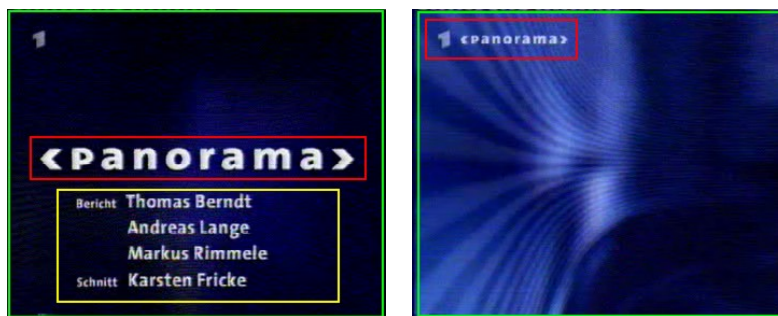 1
<Panorama>
Bericht Thomas Berndt
Andreas Lange
Markus Rimmele
Schnitt Karsten Fricke
1 <Panorama>